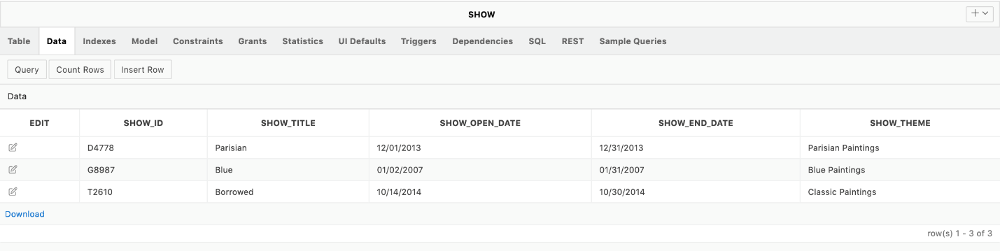 SHOW
Table Data Indexes Model Constraints Grants Statistics UI Defaults Triggers Dependencies SQL REST Sample Queries
Query Count Rows Insert Row
Data
EDIT SHOW_ID SHOW_TITLE SHOW_OPEN_DATE SHOW_END_DATE SHOW_THEME
D4778 Parisian 12/01/2013 12/31/2013 Parisian Paintings
G8987 Blue 01/02/2007 01/31/2007 Blue Paintings
T2610 Borrowed 10/14/2014 10/30/2014 Classic Paintings
Download
row(s) 1 - 3 of 3